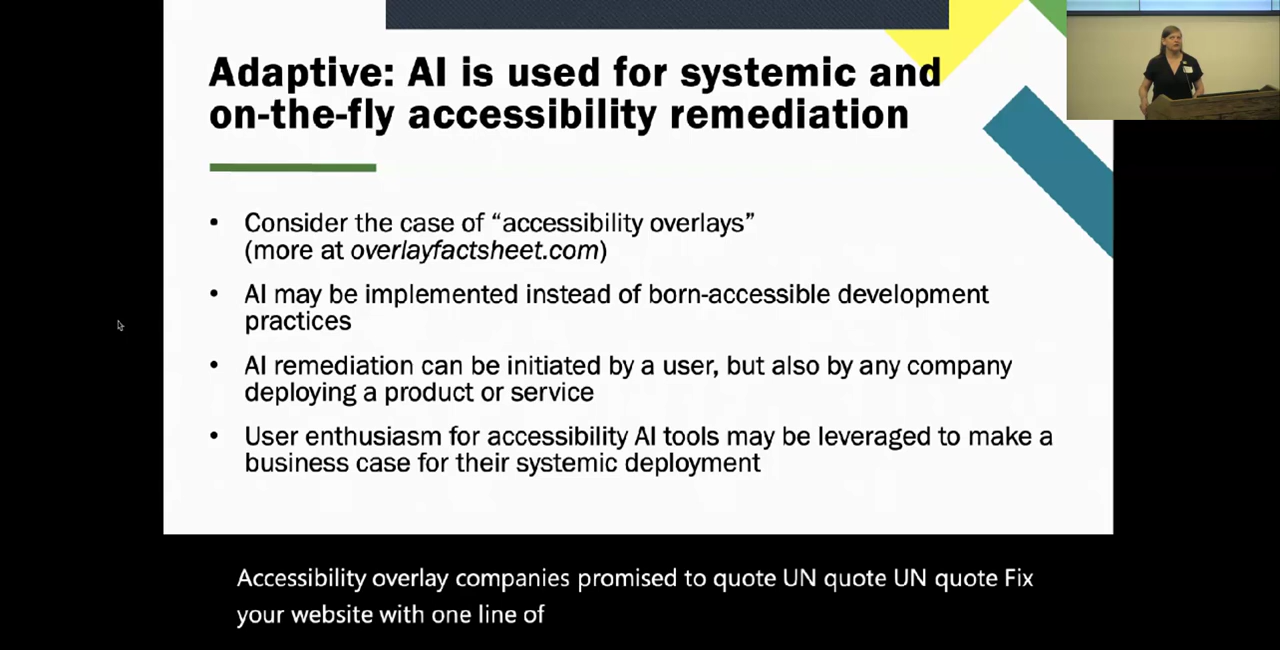 Adaptive: AI is used for systemic and
on-the-fly accessibility remediation
• Consider the case of “accessibility overlays”
(more at overlayfactsheet.com)
• AI may be implemented instead of born-accessible development
practices
• AI remediation can be initiated by a user, but also by any company
deploying a product or service
• User enthusiasm for accessibility AI tools may be leveraged to make a
business case for their systemic deployment
Accessibility overlay companies promised to quote UN quote UN quote Fix
your website with one line of